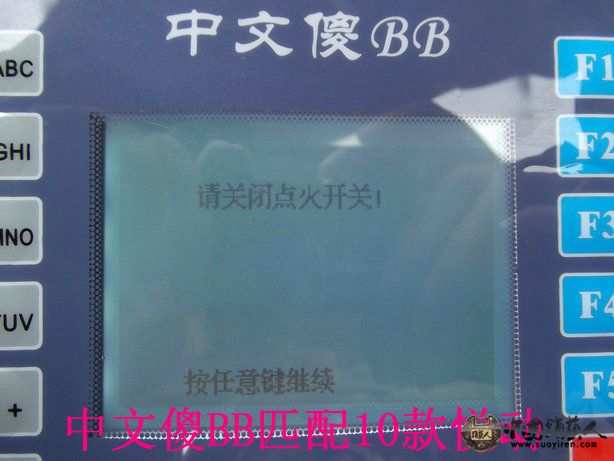 中文傻BB
ABC
F1
GHI
F2
请关闭点火开关!
MNO
F3
TUV
F4
按任意键继续
F5
+
中文傻BB匹配10款悦动
www.suoyiren.com